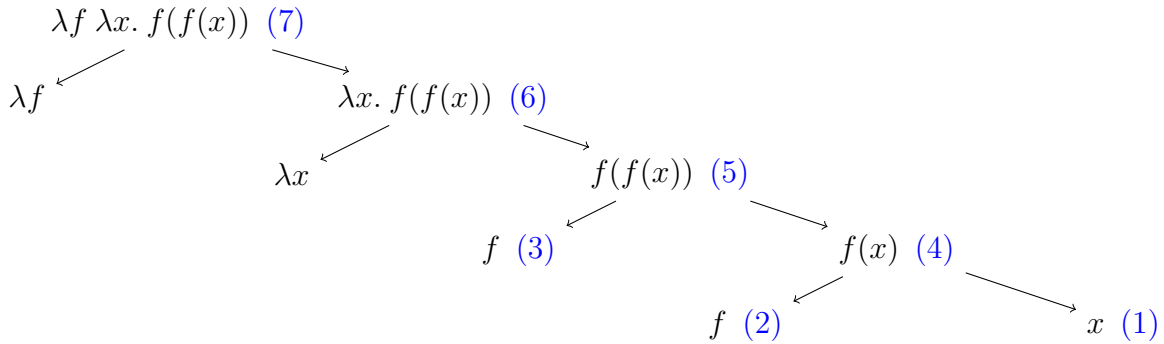 λf λx. f(f(x)) (7)
λf λx. f(f(x)) (6)
λx f(f(x)) (5)
f (3) f(x) (4)
f (2) x (1)